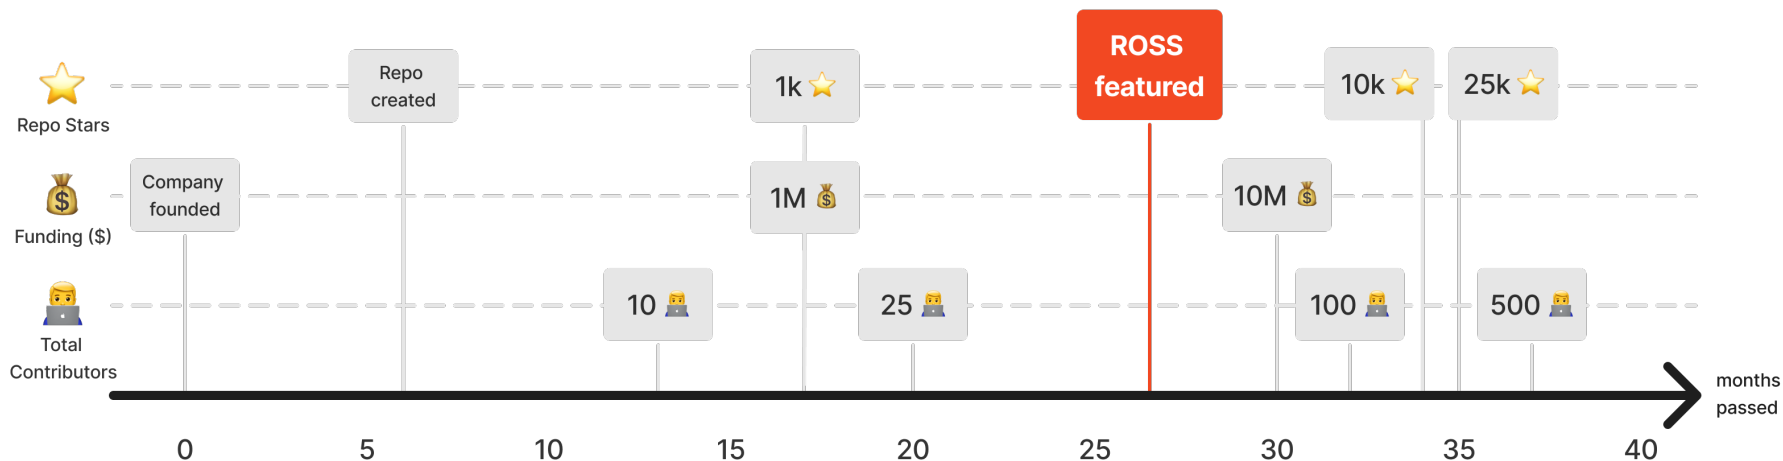 ROSS
featured
Repo
created
1k ⭐
10k ⭐
25k ⭐
Repo Stars
Company
founded
1M 💰
10M 💰
$
Funding ($)
10 👨‍💻
25 👨‍💻
100 👨‍💻
500 👨‍💻
Total
Contributors
months
passed
0 5 10 15 20 25 30 35 40